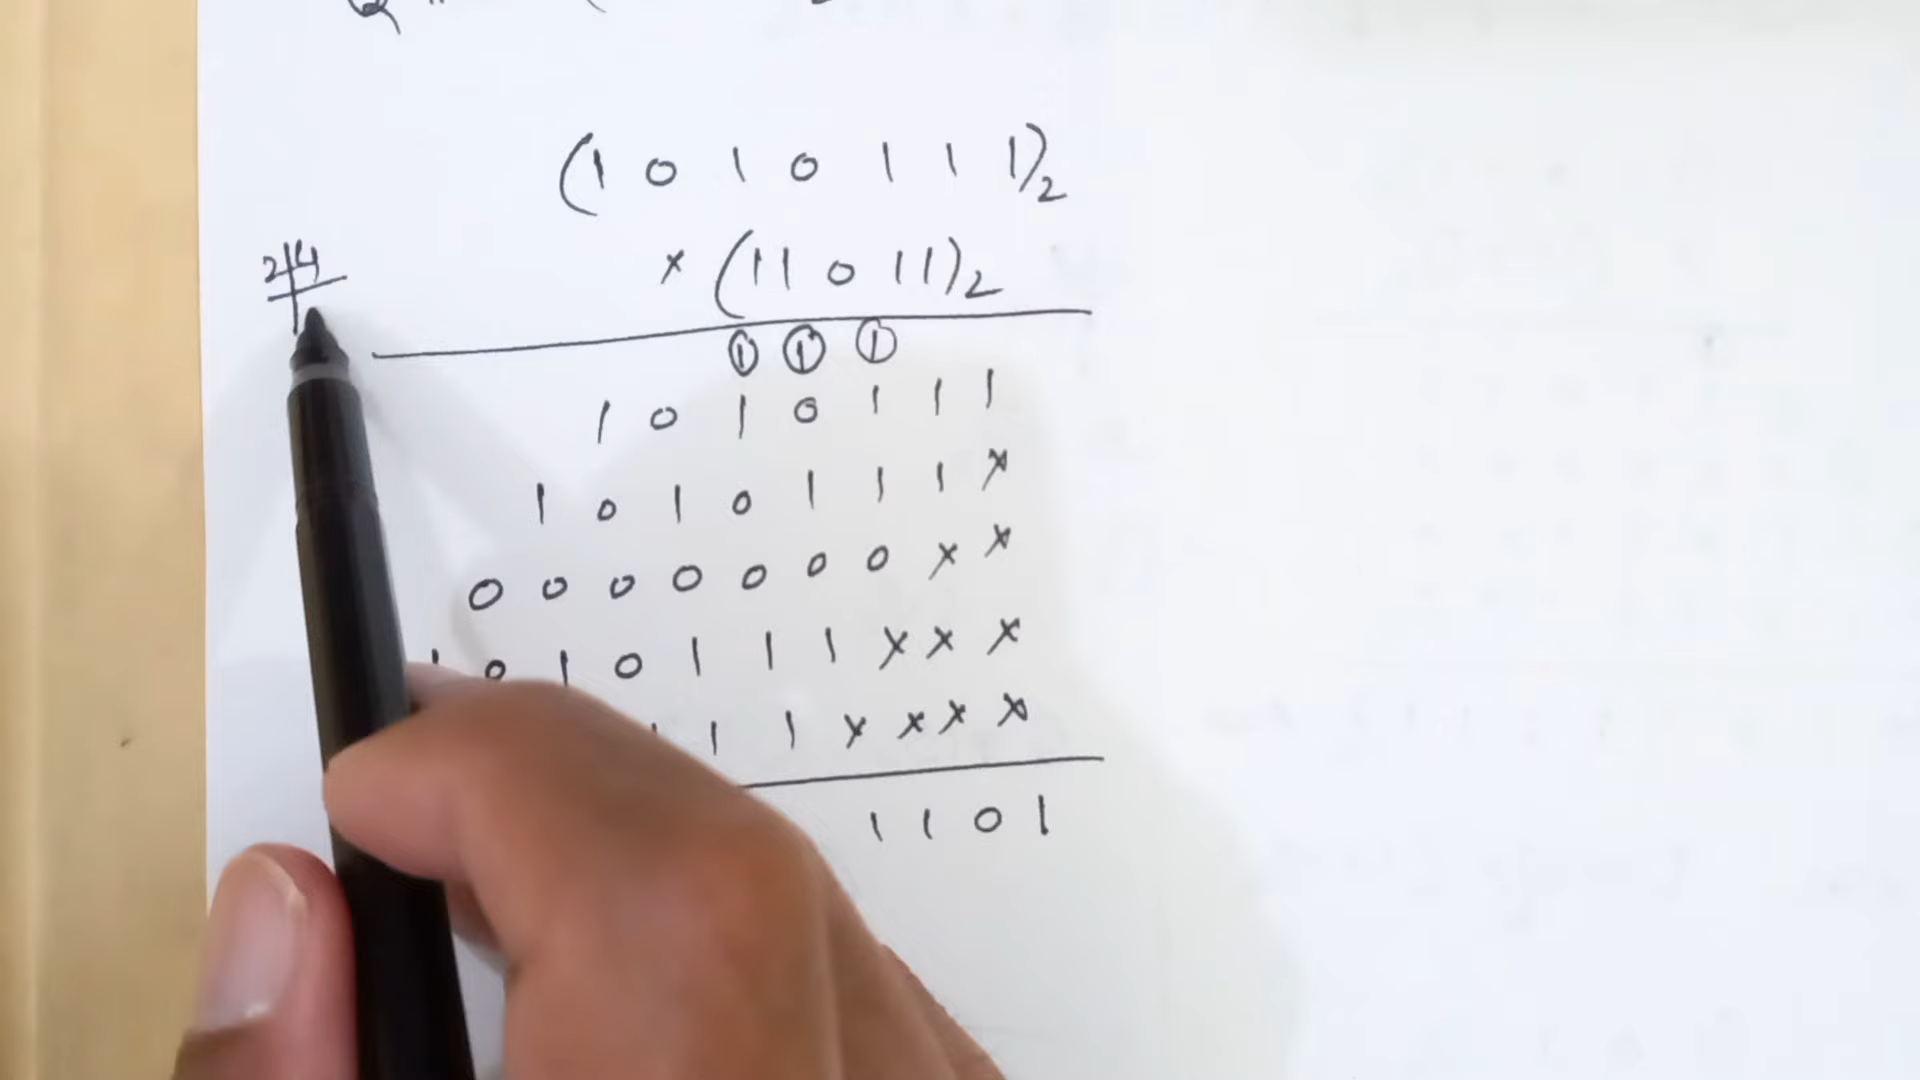 (1 0 1 0 1 1 1)2
× (11 0 11)2
2 4
1 1 1
1 0 1 0 1 1 1
1 0 1 0 1 1 1 ×
0 0 0 0 0 0 0 × ×
1 0 1 0 1 1 1 × × ×
1 1 1 × × × ×
1 1 0 1